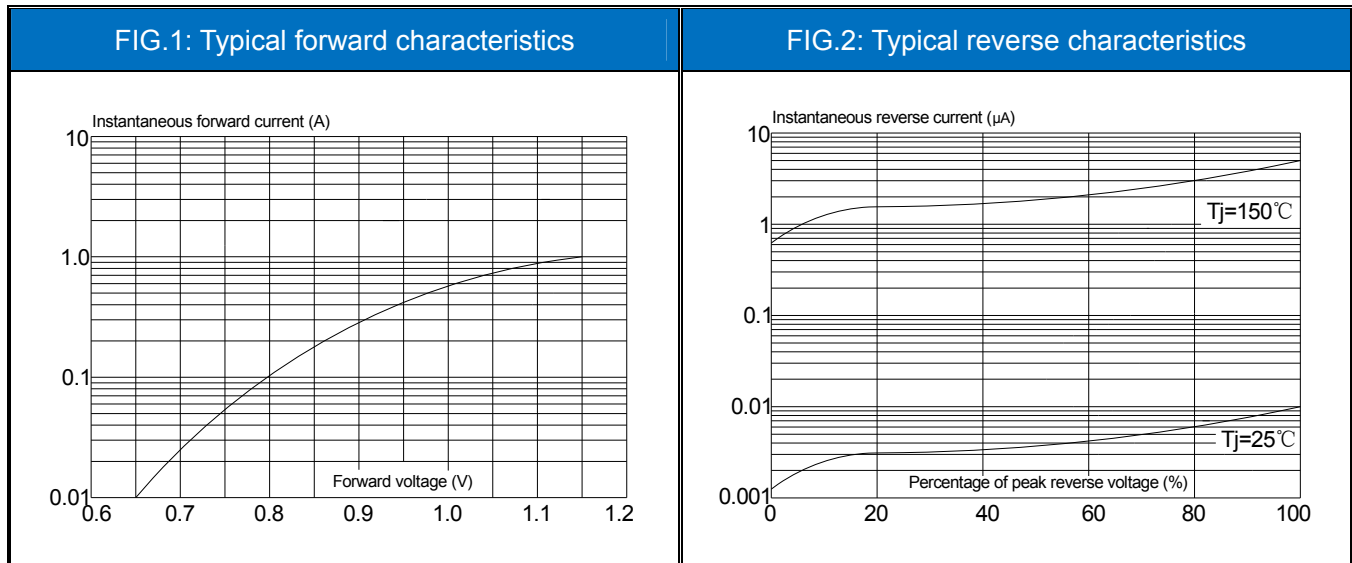 FIG.1: Typical forward characteristics
Instantaneous forward current (A)
10
1.0
0.1
0.01
Forward voltage (V)
0.6 0.7 0.8 0.9 1.0 1.1 1.2
FIG.2: Typical reverse characteristics
Instantaneous reverse current (μA)
10
1
0.1
0.01
0.001
Tj=150℃
Tj=25℃
Percentage of peak reverse voltage (%)
0 20 40 60 80 100